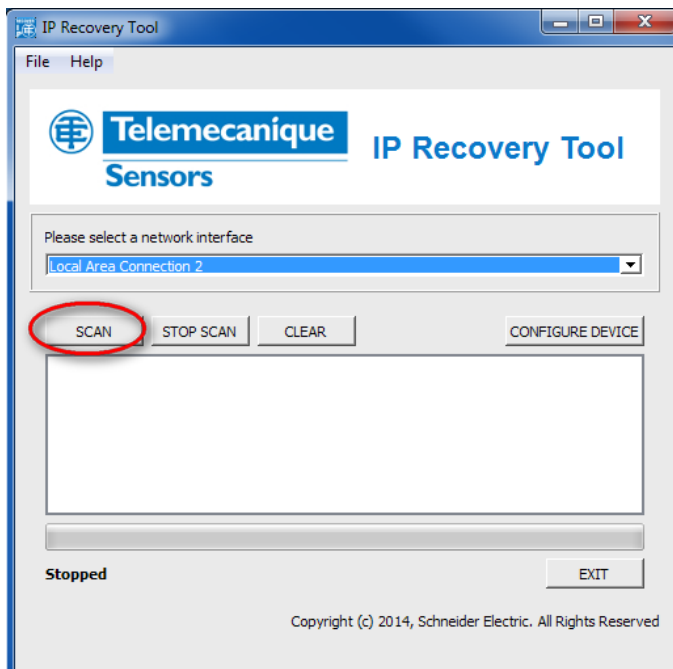 IP Recovery Tool
File Help
Telemecanique
Sensors
IP Recovery Tool
Please select a network interface
Local Area Connection 2
SCAN STOP SCAN CLEAR CONFIGURE DEVICE
Stopped
EXIT
Copyright (c) 2014, Schneider Electric. All Rights Reserved